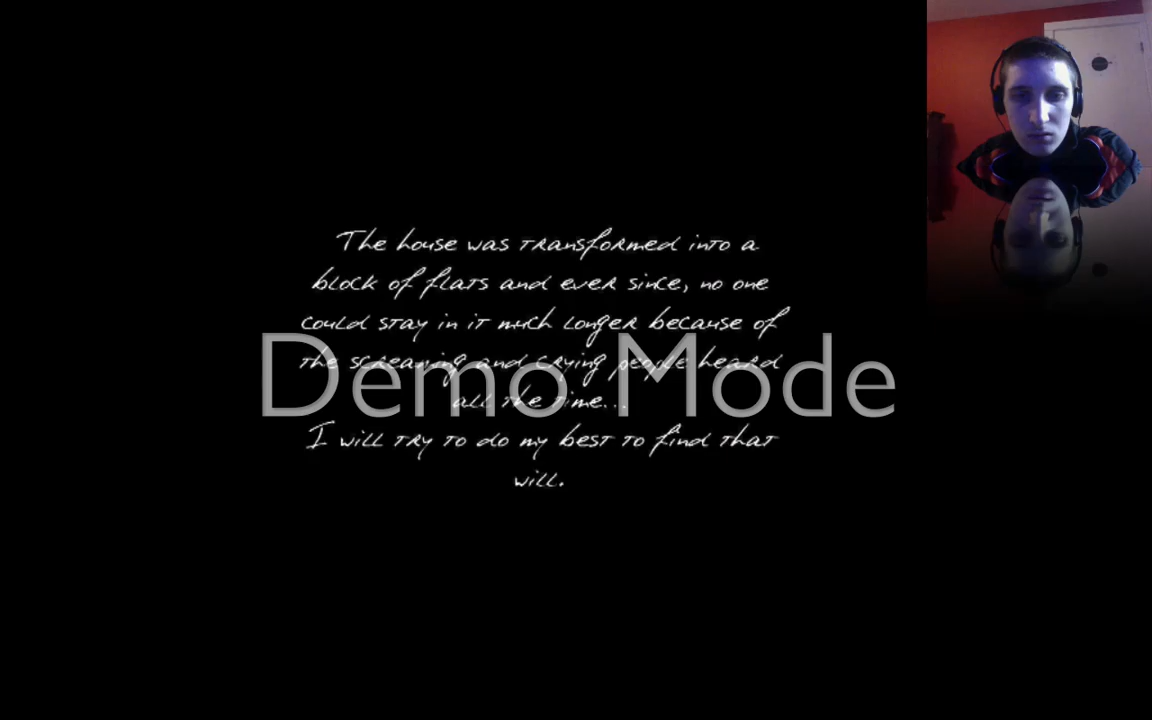 The house was transformed into a
block of flats and ever since, no one
could stay in it much longer because of
the screaming and crying people heard
all the time...
Demo Mode
I will try to do my best to find that
will.